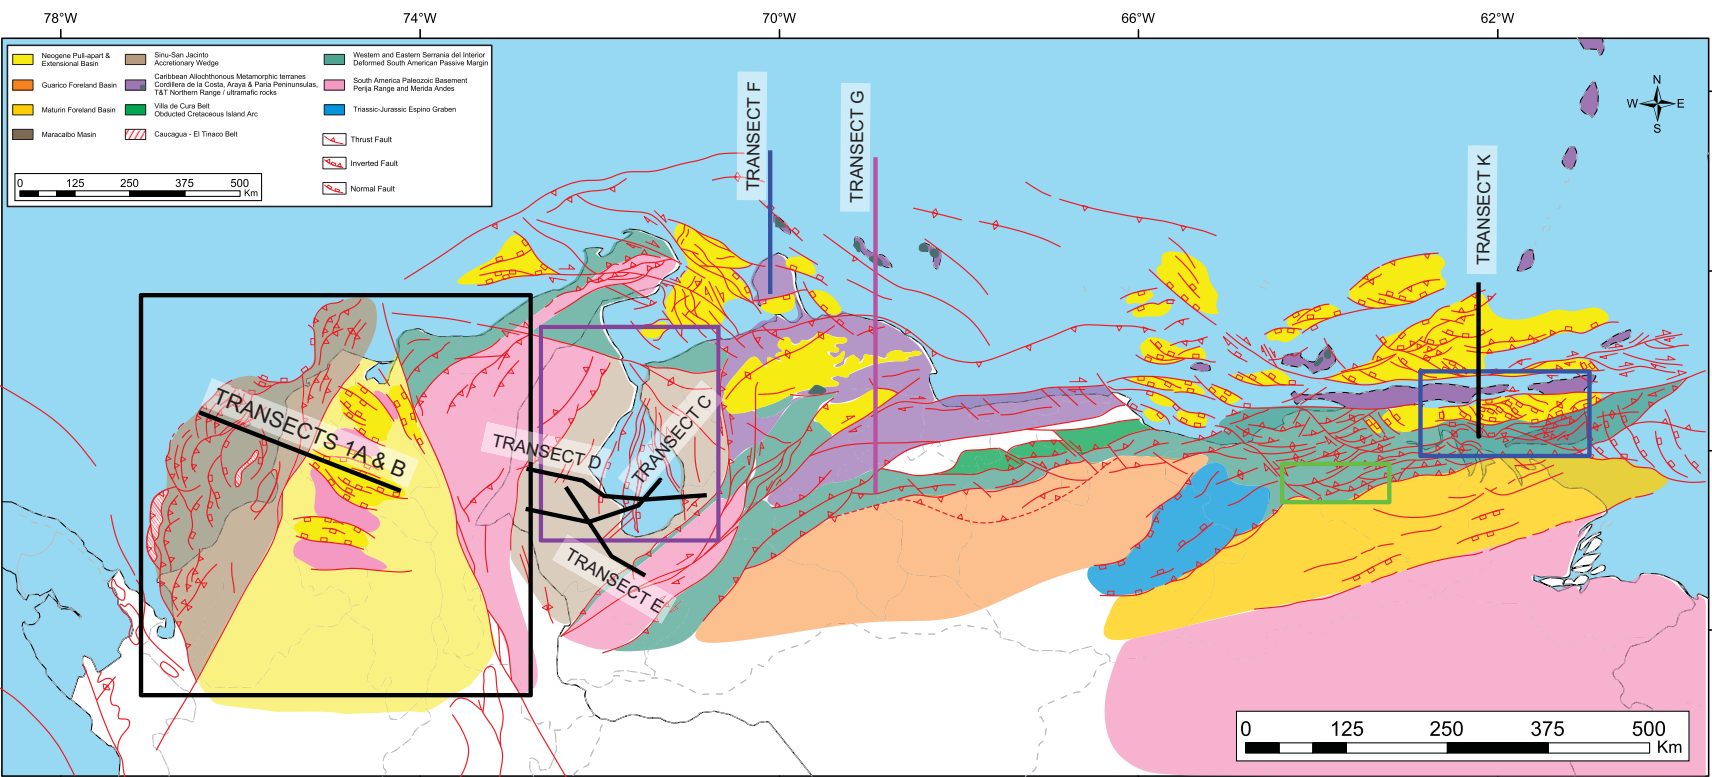 78°W
74°W
70°W
66°W
62°W
Neogene Pull-apart &
Extensional Basin
Guarico Foreland Basin
Maturin Foreland Basin
Maracaibo Masin
Sinu-San Jacinto
Accretionary Wedge
Caribbean Allochthonous Metamorphic terranes
Cordillera de la Costa, Araya & Paria Peninunsulas,
T&T Northern Range / ultramafic rocks
Villa de Cura Belt
Obducted Cretaceous Island Arc
Caucagua - El Tinaco Belt
Western and Eastern Serrania del Interior
Deformed South American Passive Margin
South America Paleozoic Basement
Perija Range and Merida Andes
Triassic-Jurassic Espino Graben
Thrust Fault
Inverted Fault
Normal Fault
0 125 250 375 500
Km
TRANSECT F
TRANSECT G
TRANSECT K
N
W E
S
TRANSECTS 1A & B
TRANSECT D
TRANSECT C
TRANSECT E
0 125 250 375 500
Km